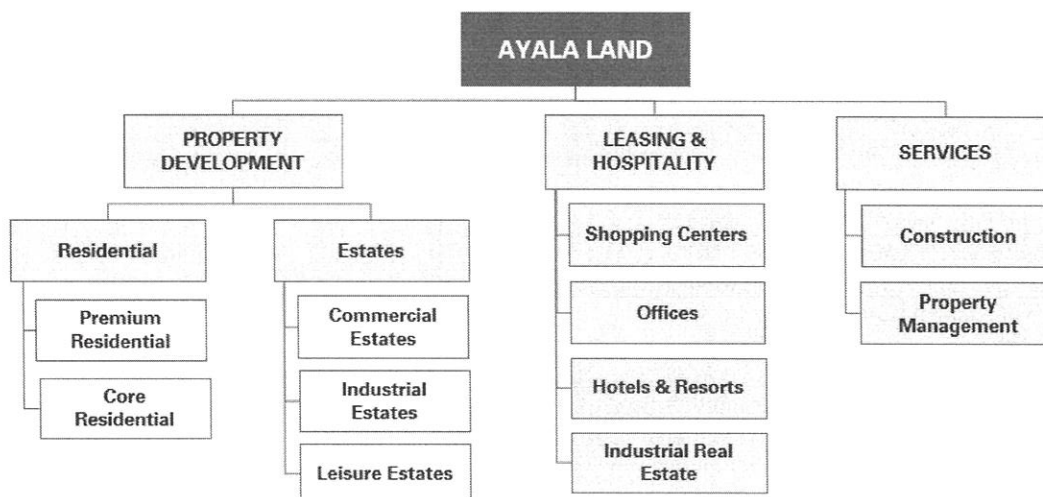 AYALA LAND
PROPERTY
DEVELOPMENT
LEASING &
HOSPITALITY
SERVICES
Residential
Estates
Premium
Residential
Core
Residential
Commercial
Estates
Industrial
Estates
Leisure Estates
Shopping Centers
Offices
Hotels & Resorts
Industrial Real
Estate
Construction
Property
Management